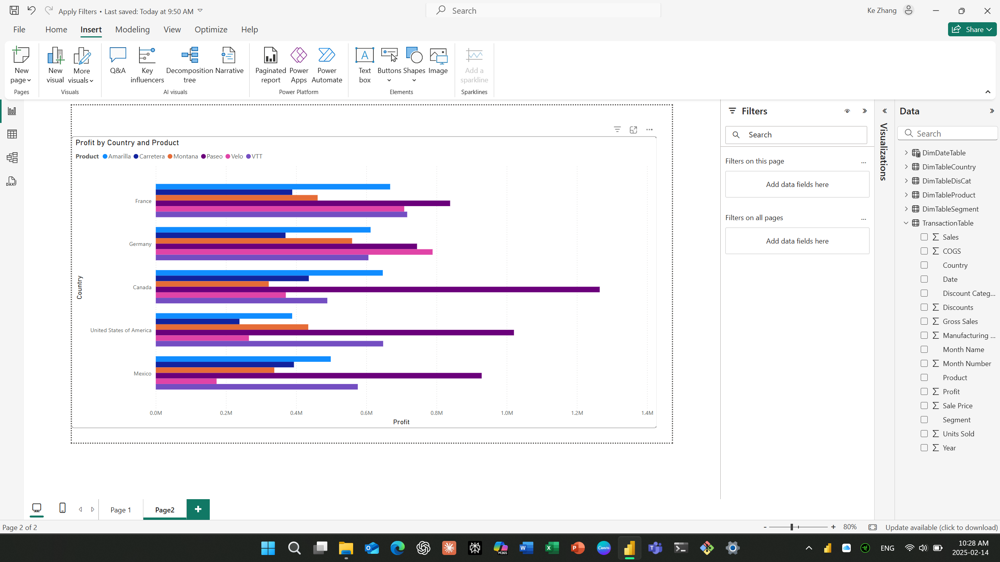 Apply Filters • Last saved: Today at 9:50 AM
Search
Ke Zhang
File Home Insert Modeling View Optimize Help
Share
New page
New visual
More visuals
Q&A
Key influencers
Decomposition tree
Narrative
Paginated report
Power Apps
Power Automate
Text box
Buttons
Shapes
Image
Add a sparkline
Pages
Visuals
AI visuals
Power Platform
Elements
Sparklines
DAX
Profit by Country and Product
Product Amarilla Carretera Montana Paseo Velo VTT
Country
France
Germany
Canada
United States of America
Mexico
0.0M 0.2M 0.4M 0.6M 0.8M 1.0M 1.2M 1.4M
Profit
Filters
Search
Filters on this page ...
Add data fields here
Filters on all pages ...
Add data fields here
Visualizations
Data
Search
DimDateTable
DimTableCountry
DimTableDisCat
DimTableProduct
DimTableSegment
TransactionTable
Σ Sales
Σ COGS
Country
Date
Discount Categ...
Σ Discounts
Σ Gross Sales
Σ Manufacturing ...
Month Name
Σ Month Number
Product
Σ Profit
Σ Sale Price
Segment
Σ Units Sold
Σ Year
Page 1
Page2
+
Page 2 of 2
- + 80%
Update available (click to download)
M365
Canva
ENG
10:28 AM
2025-02-14